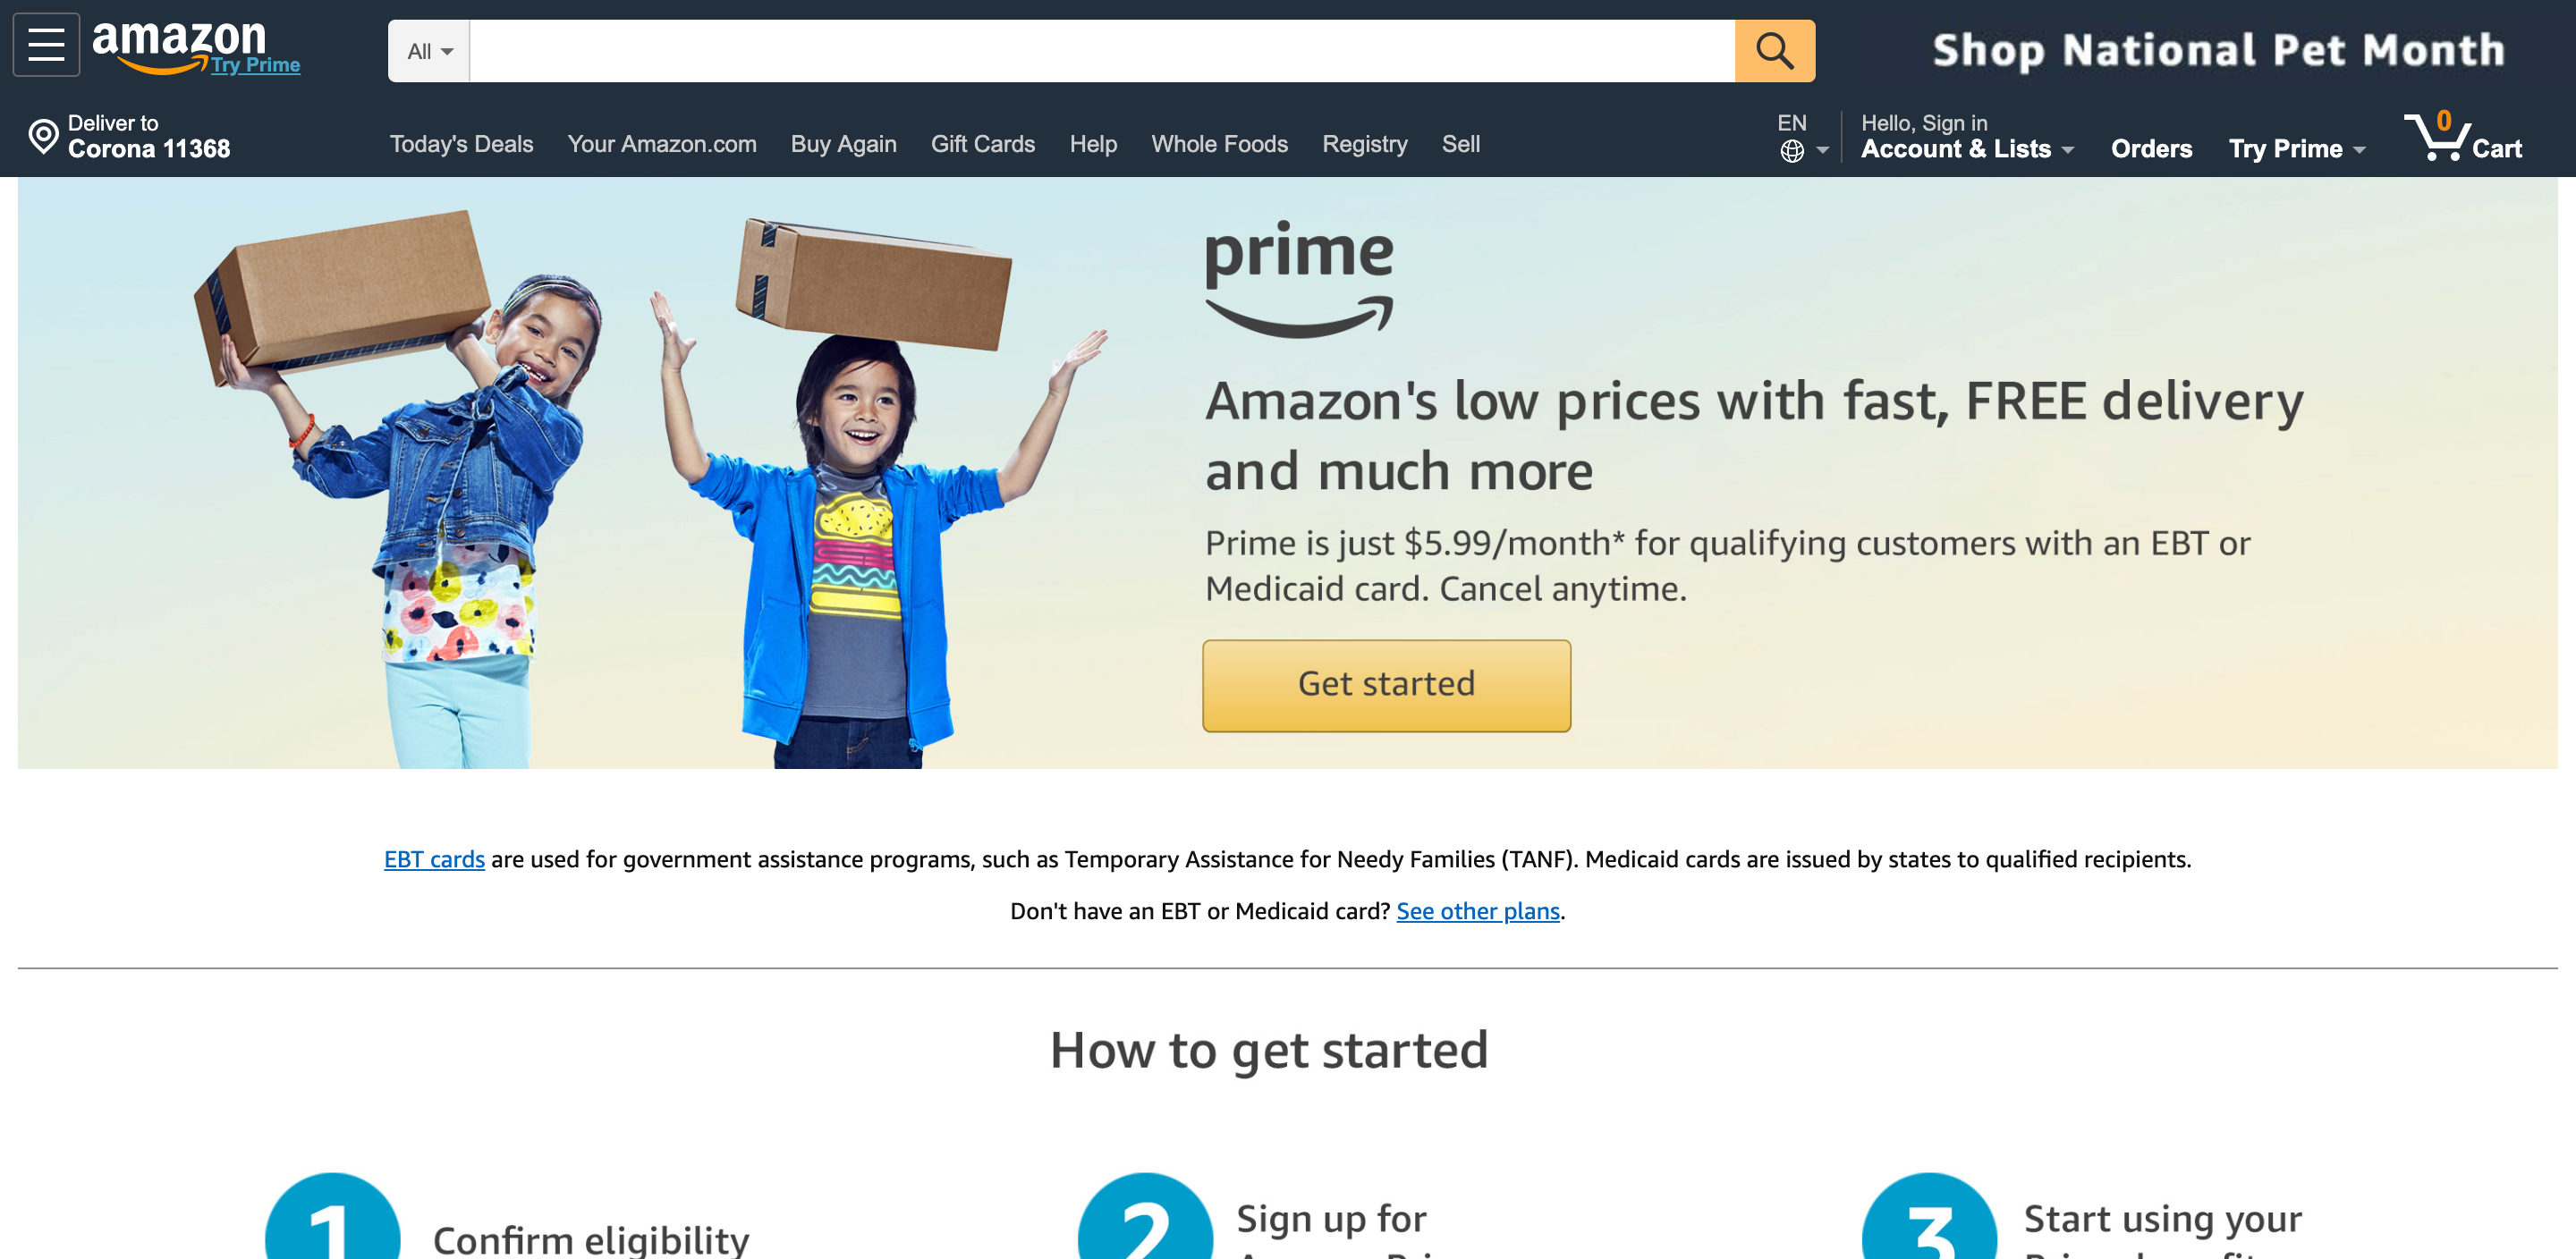 amazon
Try Prime
All
Shop National Pet Month
Deliver to
Corona 11368
Today's Deals
Your Amazon.com
Buy Again
Gift Cards
Help
Whole Foods
Registry
Sell
EN
Hello, Sign in
Account & Lists
Orders
Try Prime
0
Cart
prime
Amazon's low prices with fast, FREE delivery
and much more
Prime is just $5.99/month* for qualifying customers with an EBT or
Medicaid card. Cancel anytime.
Get started
EBT cards are used for government assistance programs, such as Temporary Assistance for Needy Families (TANF). Medicaid cards are issued by states to qualified recipients.
Don't have an EBT or Medicaid card? See other plans.
How to get started
1
Confirm eligibility
2
Sign up for
3
Start using your